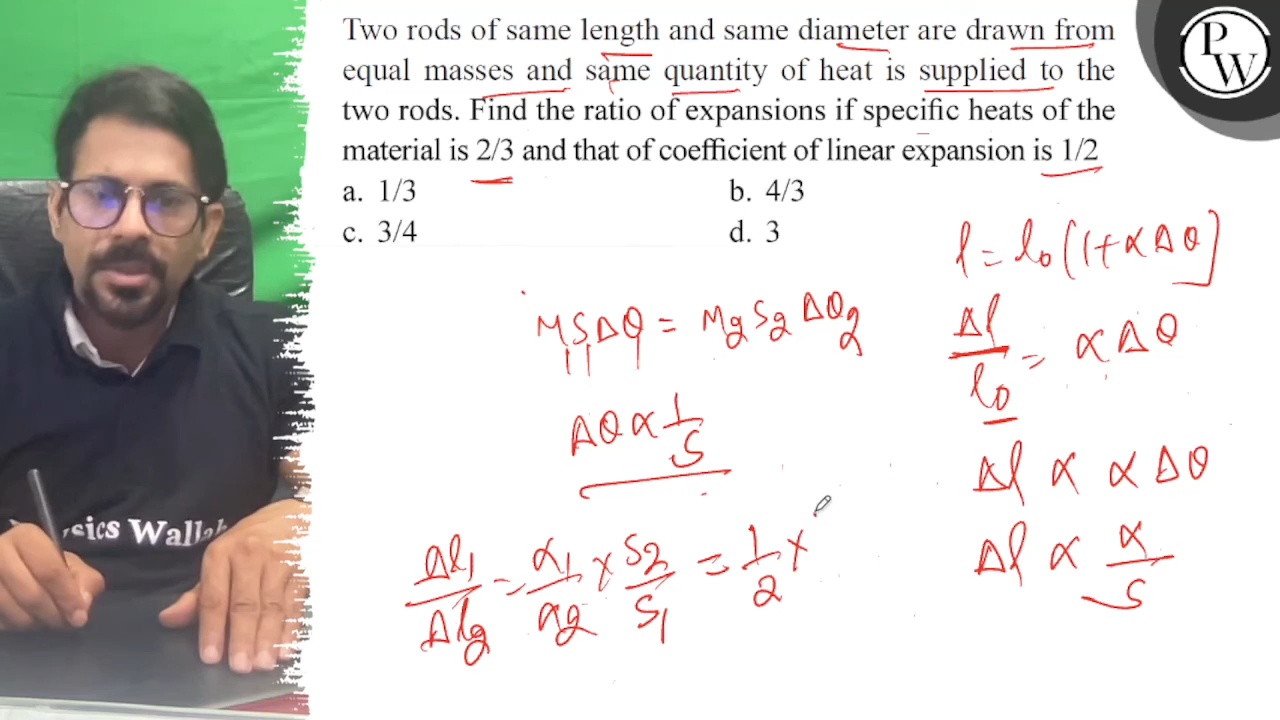 Two rods of same length and same diameter are drawn from
equal masses and same quantity of heat is supplied to the
two rods. Find the ratio of expansions if specific heats of the
material is 2/3 and that of coefficient of linear expansion is 1/2
a. 1/3
b. 4/3
c. 3/4
d. 3
PW
l = l₀(1+αΔθ]
M₁S₁Δθ₁ = M₂S₂Δθ₂
Δl/l₀ = αΔθ
Δθ ∝ 1/S
Δl ∝ αΔθ
Δl₁/Δl₂ = α₁/α₂ × S₂/S₁ = 1/2 ×
Δl ∝ α/S
Physics Wallah